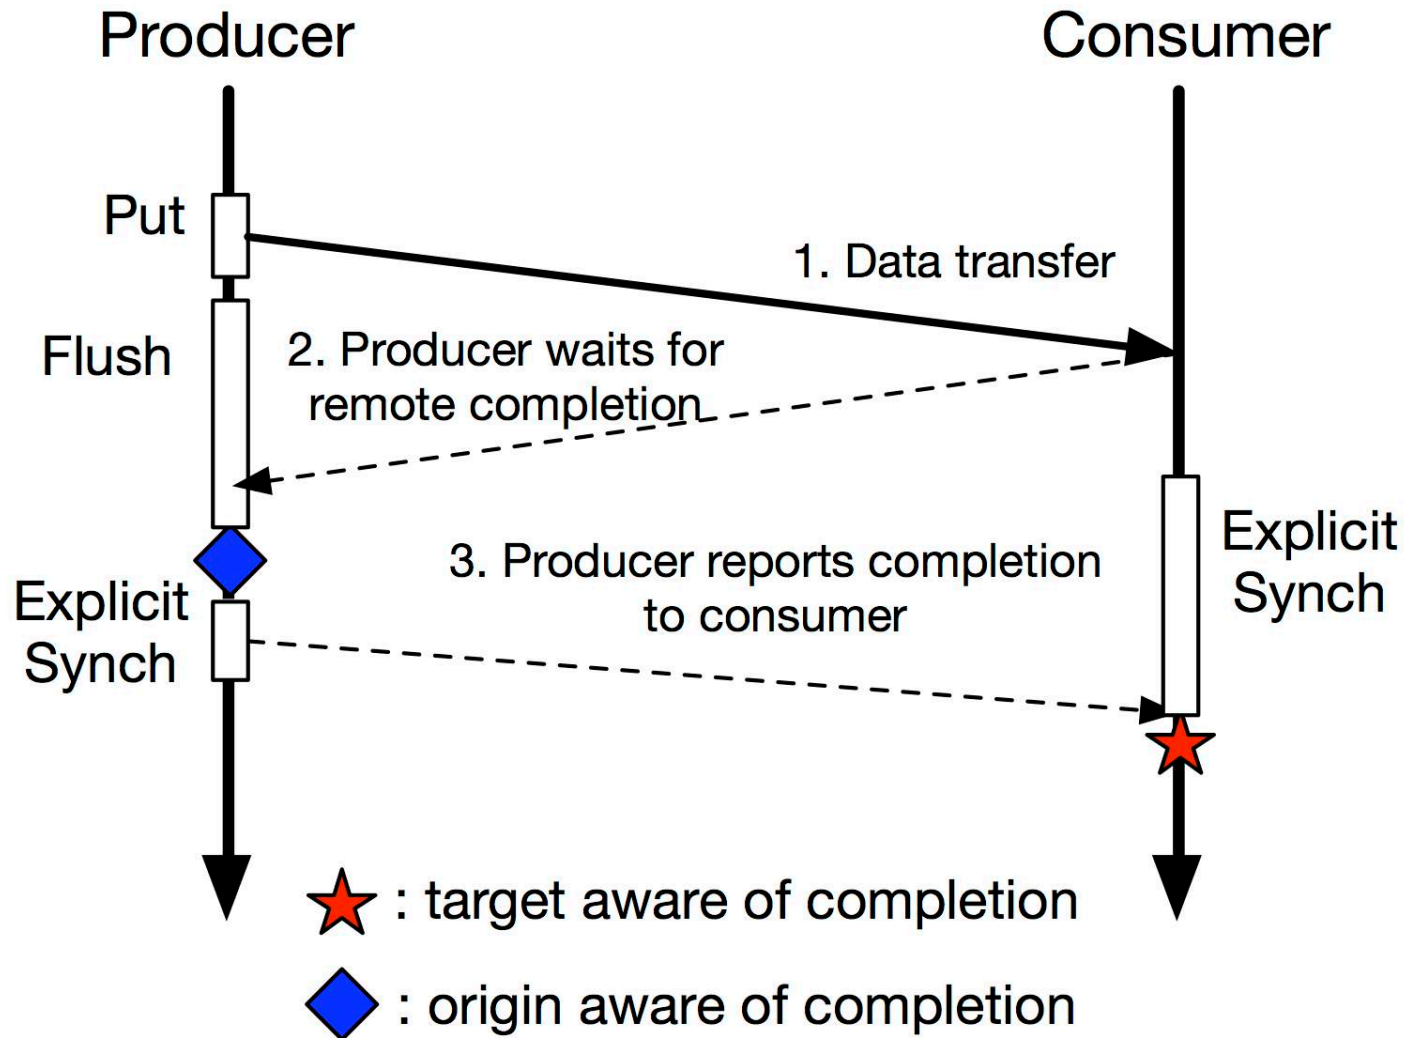 Producer
Consumer
Put
1. Data transfer
Flush
2. Producer waits for
remote completion
Explicit
Synch
3. Producer reports completion
to consumer
Explicit
Synch
: target aware of completion
: origin aware of completion